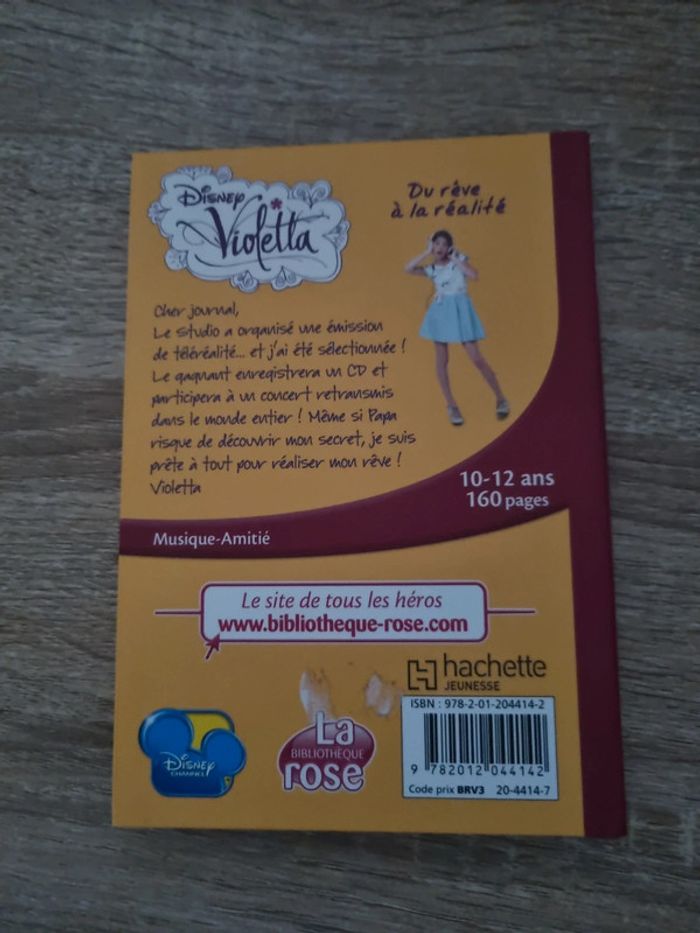 Disney
Violetta
Du rêve
à la réalité
Cher journal,
Le Studio a organisé une émission
de téléréalité... et j'ai été sélectionnée !
Le gagnant enregistrera un CD et
participera à un concert retransmis
dans le monde entier ! Même si Papa
risque de découvrir mon secret, je suis
prête à tout pour réaliser mon rêve !
Violetta
10-12 ans
160 pages
Musique-Amitié
Le site de tous les héros
www.bibliotheque-rose.com
hachette
JEUNESSE
ISBN : 978-2-01-204414-2
9 782012 044142
Code prix BRV3 20-4414-7
Disney
CHANNEL
La
BIBLIOTHÈQUE
rose